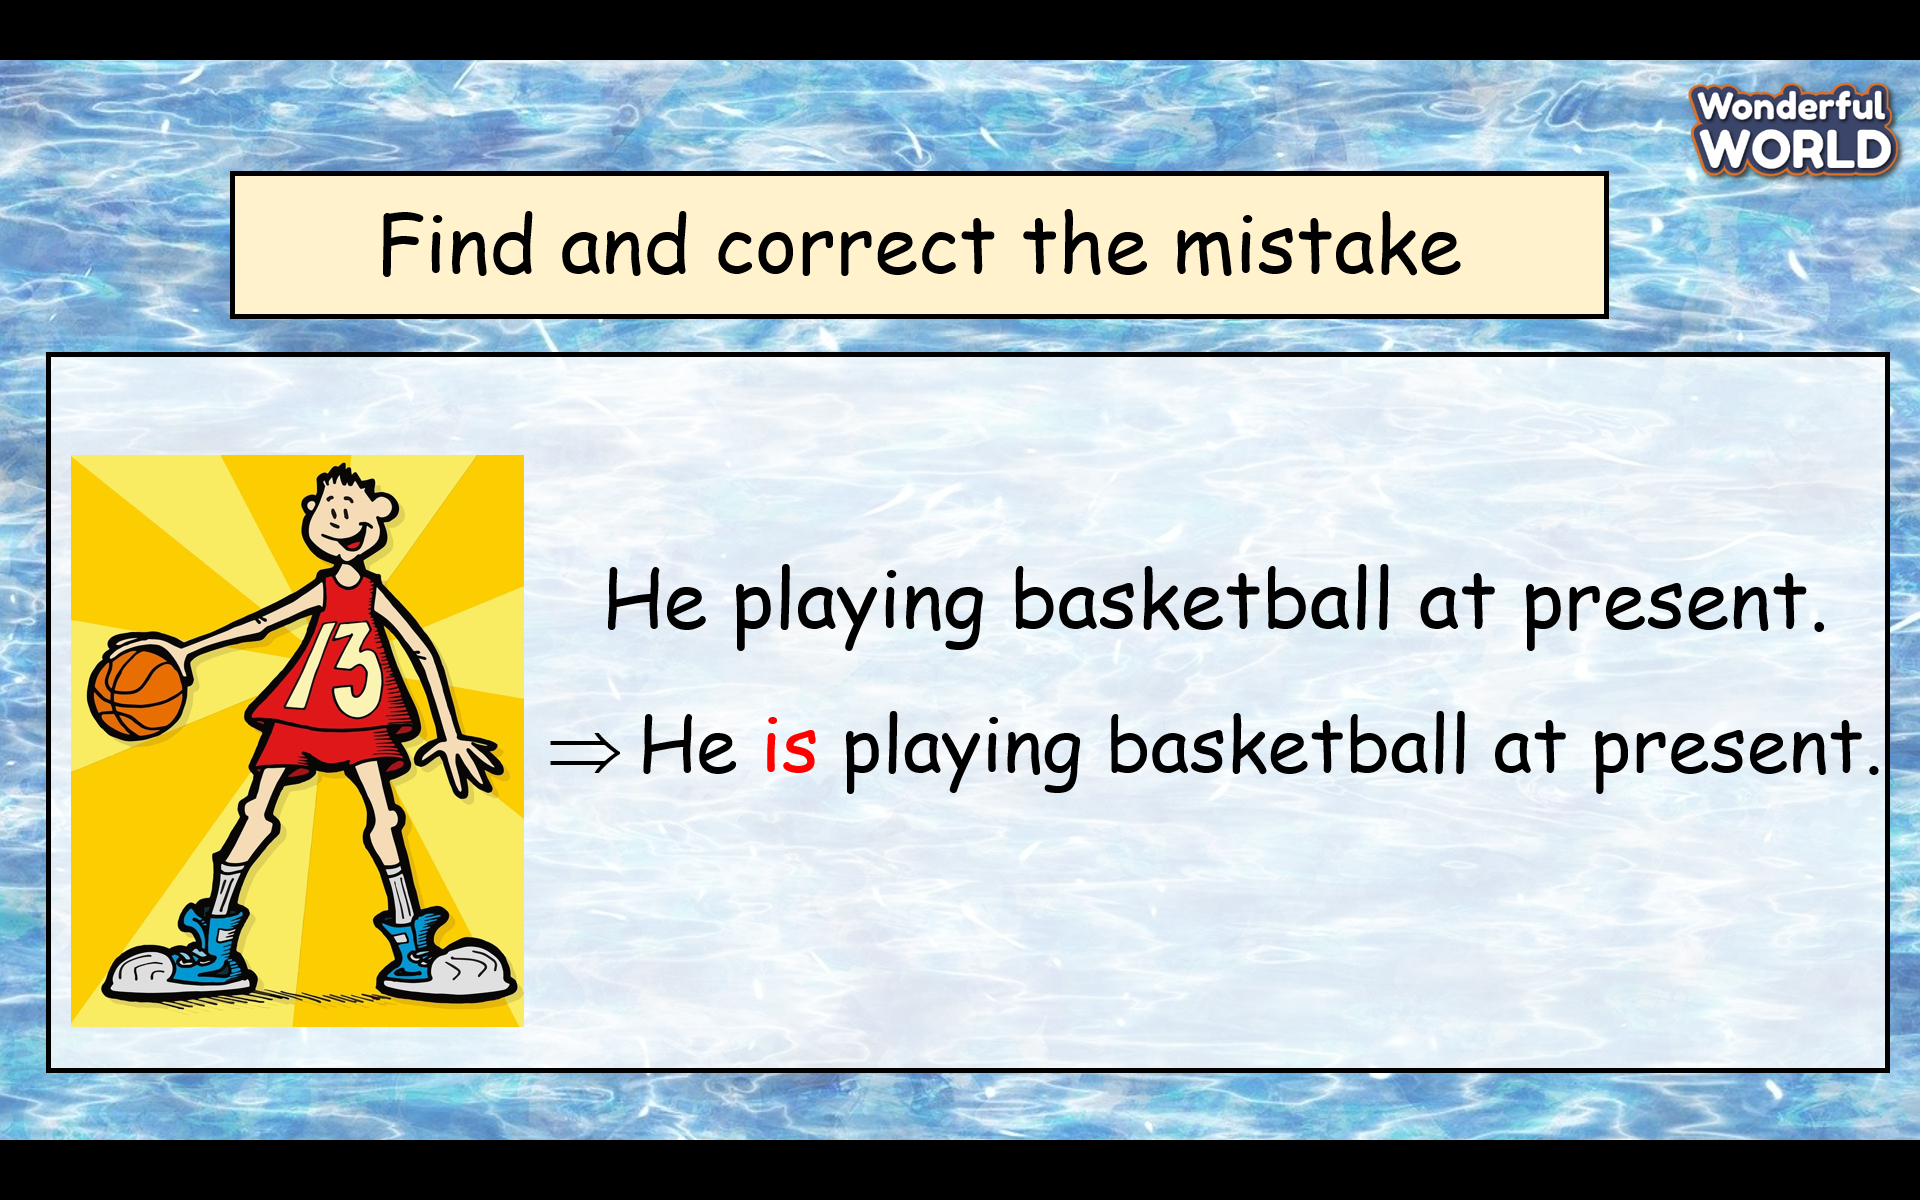 Wonderful
WORLD
Find and correct the mistake
He playing basketball at present.
⇒ He is playing basketball at present.
13